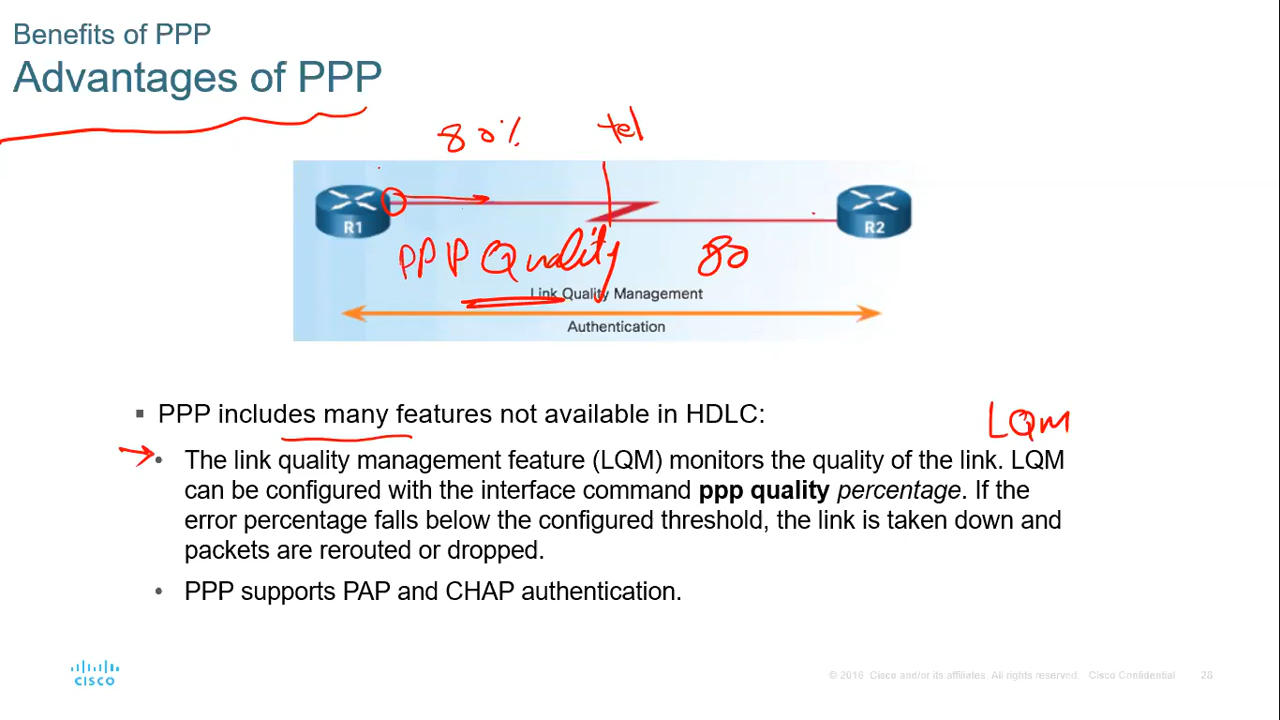 Benefits of PPP
Advantages of PPP
80% tel
R1
R2
PPP Quality 80
Link Quality Management
Authentication
▪ PPP includes many features not available in HDLC:
LQM
• The link quality management feature (LQM) monitors the quality of the link. LQM
can be configured with the interface command ppp quality percentage. If the
error percentage falls below the configured threshold, the link is taken down and
packets are rerouted or dropped.
• PPP supports PAP and CHAP authentication.
CISCO
© 2016 Cisco and/or its affiliates. All rights reserved. Cisco Confidential 28